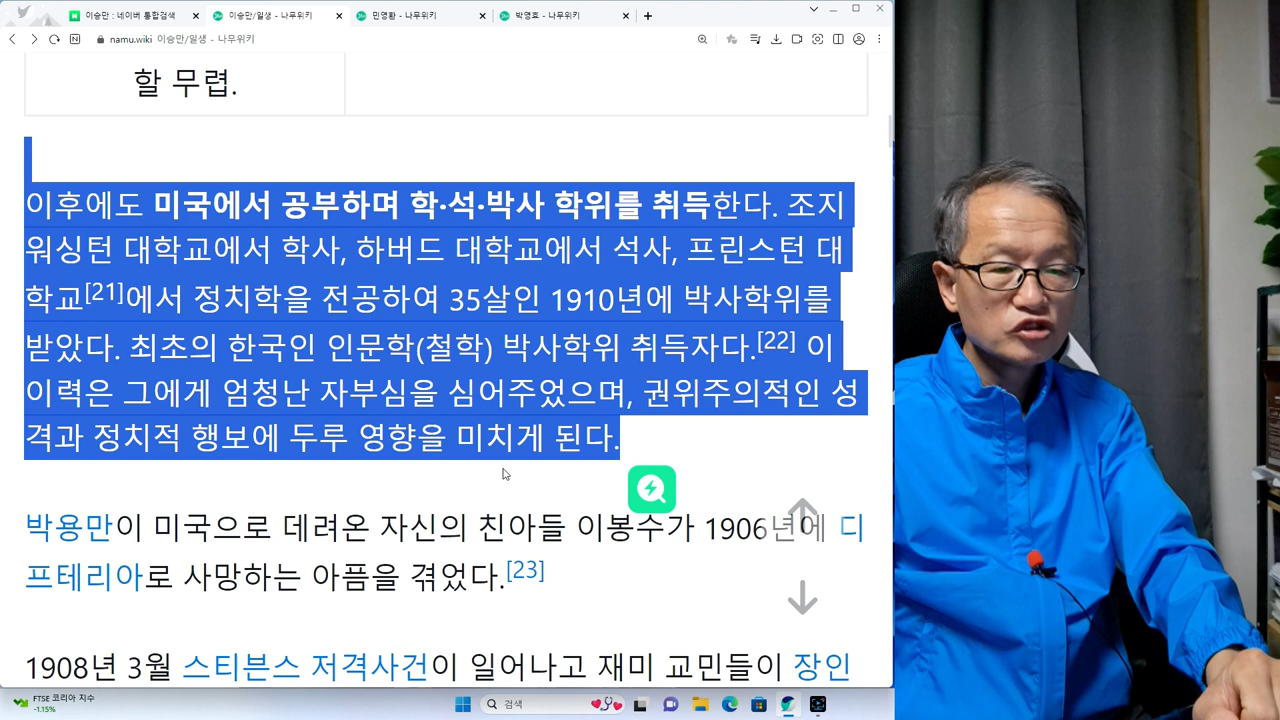 이승만 : 네이버 통합검색
이승만/일생 - 나무위키
민영환 - 나무위키
박영효 - 나무위키
namu.wiki 이승만/일생 - 나무위키
할 무렵.
이후에도 미국에서 공부하며 학·석·박사 학위를 취득한다. 조지
워싱턴 대학교에서 학사, 하버드 대학교에서 석사, 프린스턴 대
학교[21]에서 정치학을 전공하여 35살인 1910년에 박사학위를
받았다. 최초의 한국인 인문학(철학) 박사학위 취득자다.[22] 이
이력은 그에게 엄청난 자부심을 심어주었으며, 권위주의적인 성
격과 정치적 행보에 두루 영향을 미치게 된다.
박용만이 미국으로 데려온 자신의 친아들 이봉수가 1906년에 디
프테리아로 사망하는 아픔을 겪었다.[23]
1908년 3월 스티븐스 저격사건이 일어나고 재미 교민들이 장인
FTSE 코리아 지수
-1.15%
검색